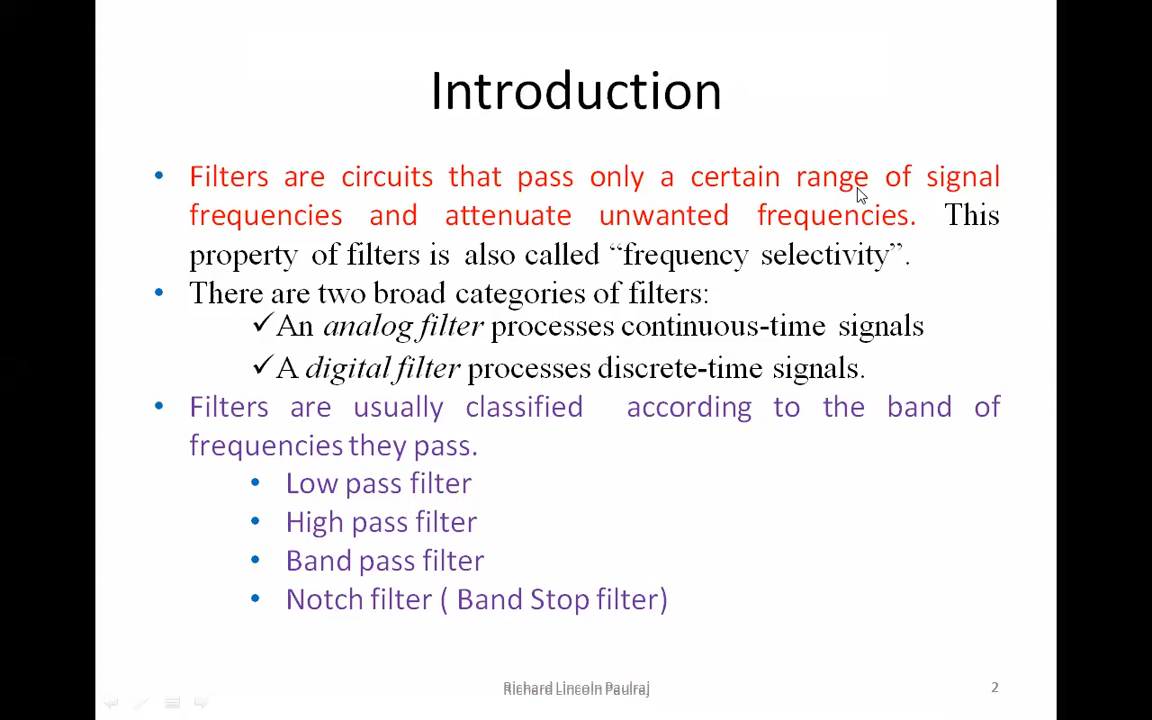 Introduction
• Filters are circuits that pass only a certain range of signal
frequencies and attenuate unwanted frequencies. This
property of filters is also called “frequency selectivity”.
• There are two broad categories of filters:
✓An analog filter processes continuous-time signals
✓A digital filter processes discrete-time signals.
• Filters are usually classified according to the band of
frequencies they pass.
• Low pass filter
• High pass filter
• Band pass filter
• Notch filter ( Band Stop filter)
Richard Lincoln Paulraj
2